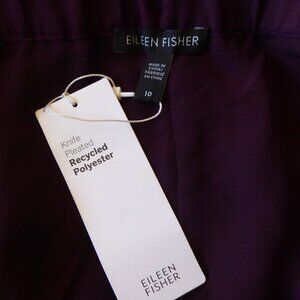 EILEEN FISHER
MADE IN
CHINA/
FABRIQUÉ
EN CHINE
10
Knife
Pleated
Recycled
Polyester
EILEEN
FISHER